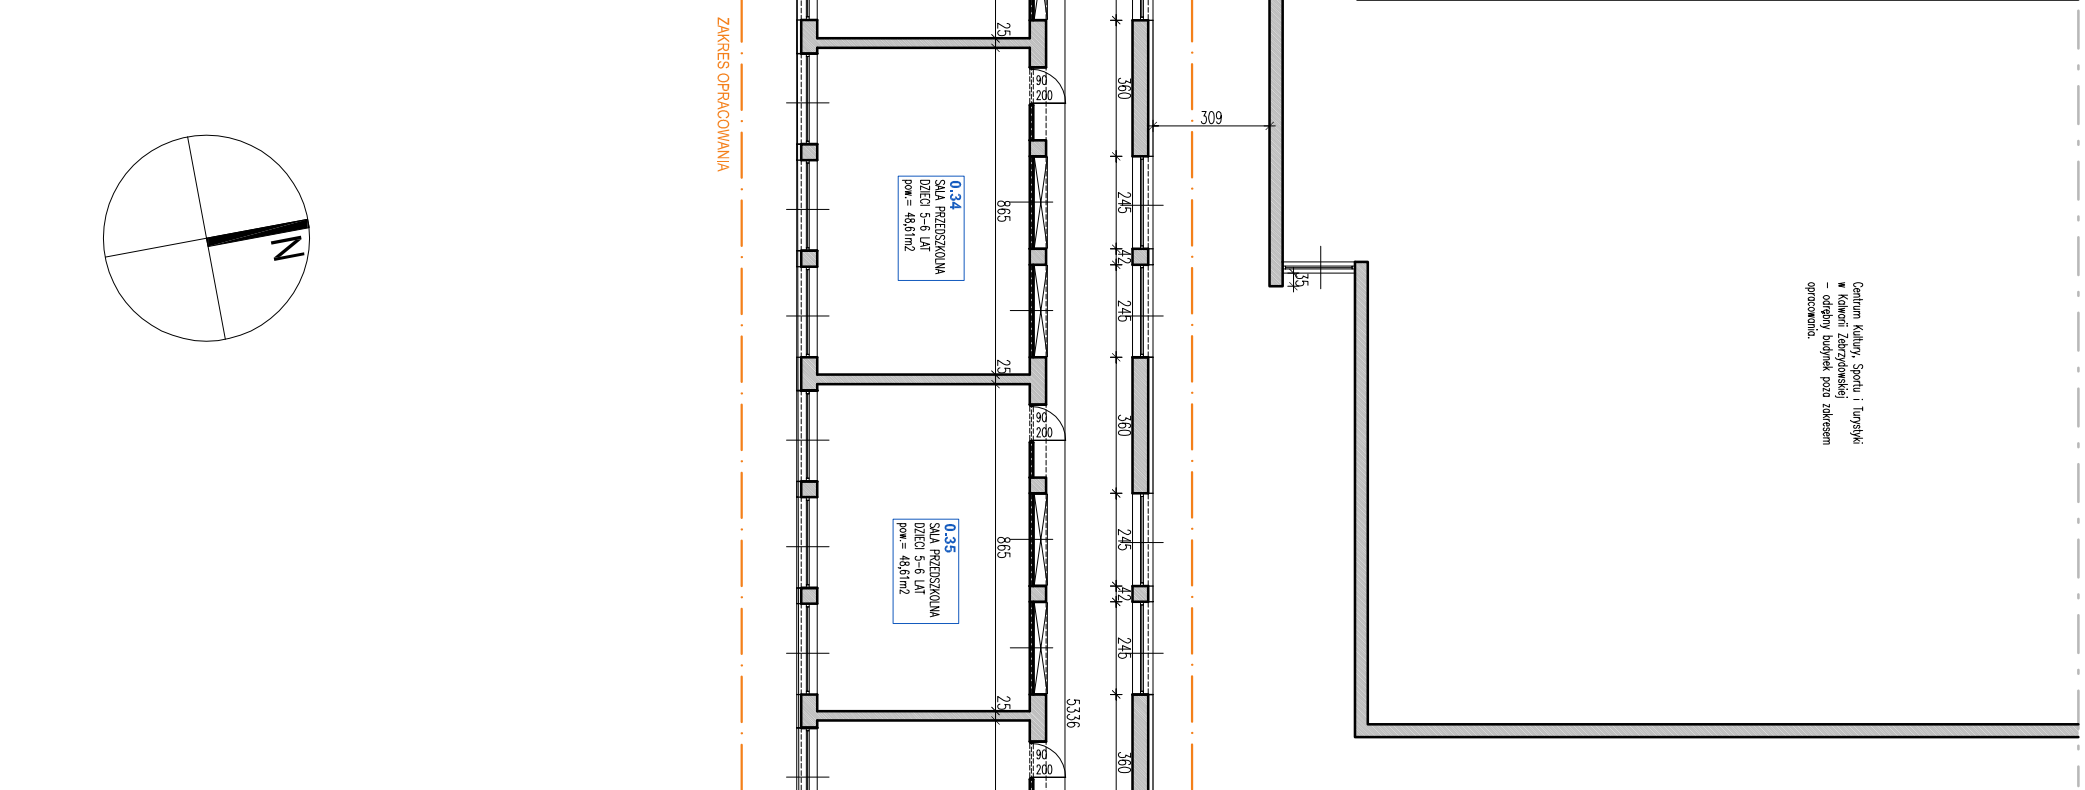 ZAKRES OPRACOWANIA
N
25
90
200
360
309
0.34
SALA PRZEDSZKOLNA
DZIECI 5-6 LAT
pow.= 48,61m2
865
245
42
245
35
25
90
200
360
Centrum Kultury, Sportu i Turystyki
w Kalwarii Zebrzydowskiej
- odrębny budynek poza zakresem
opracowania.
0.35
SALA PRZEDSZKOLNA
DZIECI 5-6 LAT
pow.= 48,61m2
865
245
42
245
25
5336
90
200
360